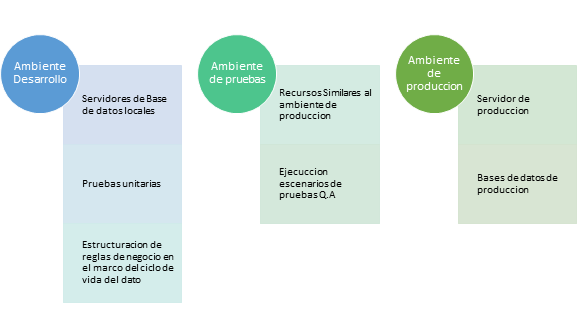 Ambiente
Desarrollo
Servidores de Base
de datos locales
Pruebas unitarias
Estructuracion de
reglas de negocio en
el marco del ciclo de
vida del dato
Ambiente
de pruebas
Recursos Similares al
ambiente de
produccion
Ejecuccion
escenarios de
pruebas Q.A
Ambiente
de
produccion
Servidor de
produccion
Bases de datos de
produccion